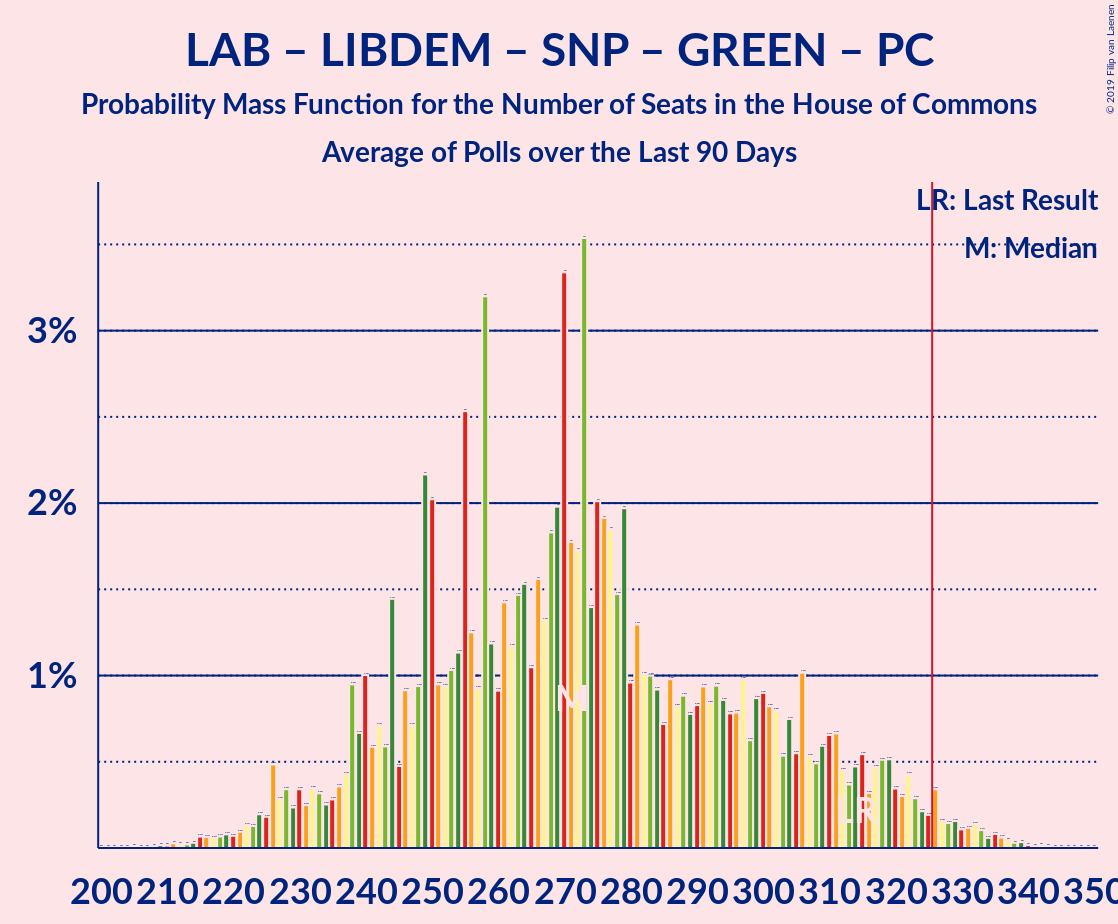 LAB – LIBDEM – SNP – GREEN – PC
Probability Mass Function for the Number of Seats in the House of Commons
Average of Polls over the Last 90 Days
© 2019 Filip van Laenen
LR: Last Result
M: Median
3%
2%
1%
M
LR
200 210 220 230 240 250 260 270 280 290 300 310 320 330 340 350